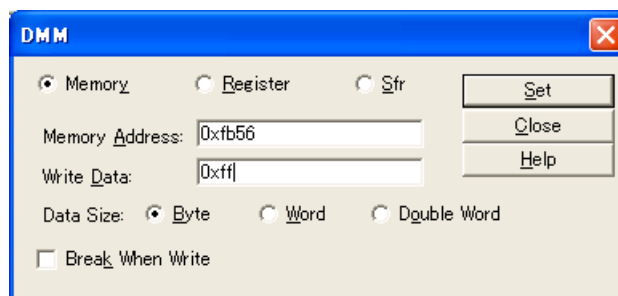 DMM
Memory Register Sfr Set
Memory Address: 0xfb56 Close
Write Data: 0xff Help
Data Size: Byte Word Double Word
Break When Write